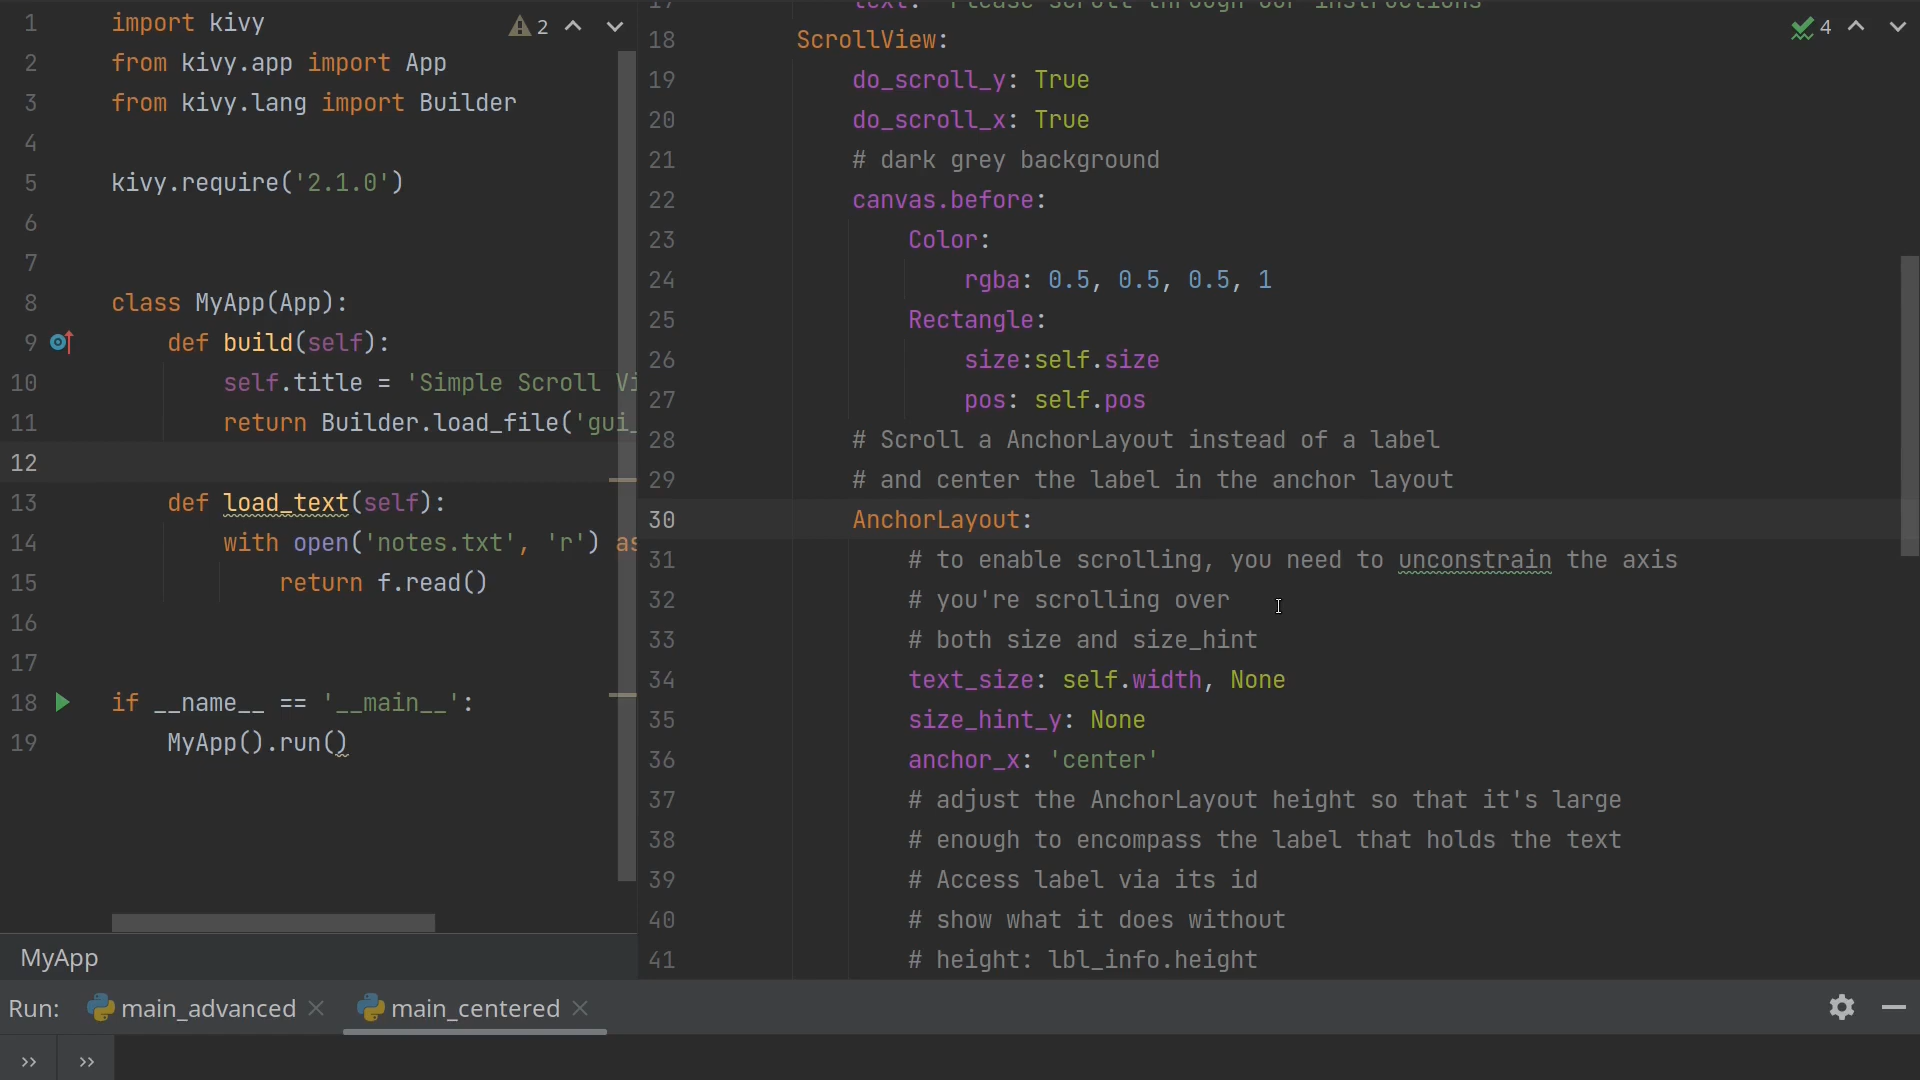 1 import kivy
2 from kivy.app import App
3 from kivy.lang import Builder
4
5 kivy.require('2.1.0')
6
7
8 class MyApp(App):
9 def build(self):
10 self.title = 'Simple Scroll Vi
11 return Builder.load_file('gui_
12
13 def load_text(self):
14 with open('notes.txt', 'r') as
15 return f.read()
16
17
18 if __name__ == '__main__':
19 MyApp().run()
2
MyApp
17 text: "Please scroll through our instructions
18 ScrollView:
19 do_scroll_y: True
20 do_scroll_x: True
21 # dark grey background
22 canvas.before:
23 Color:
24 rgba: 0.5, 0.5, 0.5, 1
25 Rectangle:
26 size:self.size
27 pos: self.pos
28 # Scroll a AnchorLayout instead of a label
29 # and center the label in the anchor layout
30 AnchorLayout:
31 # to enable scrolling, you need to unconstrain the axis
32 # you're scrolling over
33 # both size and size_hint
34 text_size: self.width, None
35 size_hint_y: None
36 anchor_x: 'center'
37 # adjust the AnchorLayout height so that it's large
38 # enough to encompass the label that holds the text
39 # Access label via its id
40 # show what it does without
41 # height: lbl_info.height
4
Run: main_advanced main_centered
>> >>